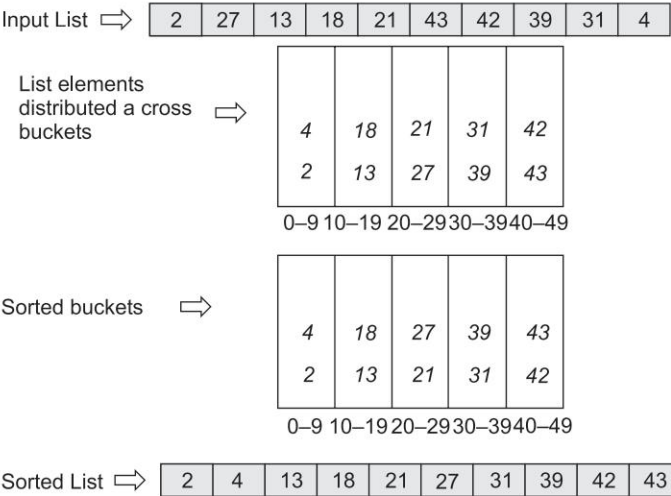 Input List ⇨ 2 27 13 18 21 43 42 39 31 4
List elements
distributed a cross ⇨
buckets
4 18 21 31 42
2 13 27 39 43
0–9 10–19 20–29 30–39 40–49
Sorted buckets ⇨
4 18 27 39 43
2 13 21 31 42
0–9 10–19 20–29 30–39 40–49
Sorted List ⇨ 2 4 13 18 21 27 31 39 42 43